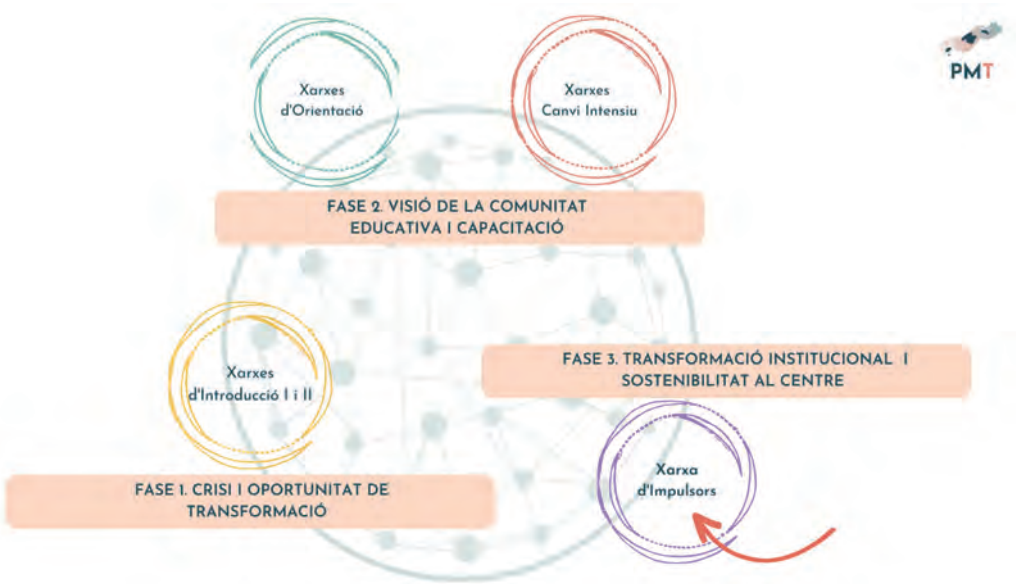 PMT
Xarxes
d'Orientació
Xarxes
Canvi Intensiu
FASE 2. VISIÓ DE LA COMUNITAT
EDUCATIVA I CAPACITACIÓ
Xarxes
d'Introducció I i II
FASE 3. TRANSFORMACIÓ INSTITUCIONAL I
SOSTENIBILITAT AL CENTRE
FASE 1. CRISI I OPORTUNITAT DE
TRANSFORMACIÓ
Xarxa
d'Impulsors